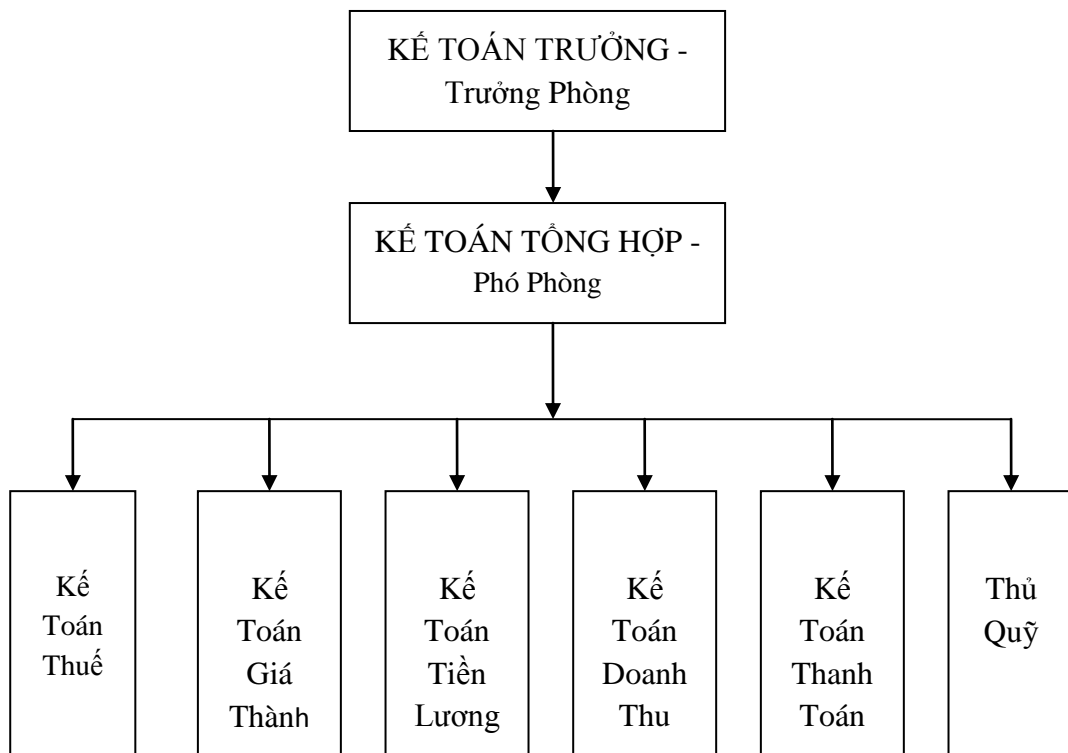 KẾ TOÁN TRƯỞNG -
Trưởng Phòng
KẾ TOÁN TỔNG HỢP -
Phó Phòng
Kế
Toán
Thuế
Kế
Toán
Giá
Thành
Kế
Toán
Tiền
Lương
Kế
Toán
Doanh
Thu
Kế
Toán
Thanh
Toán
Thủ
Quỹ